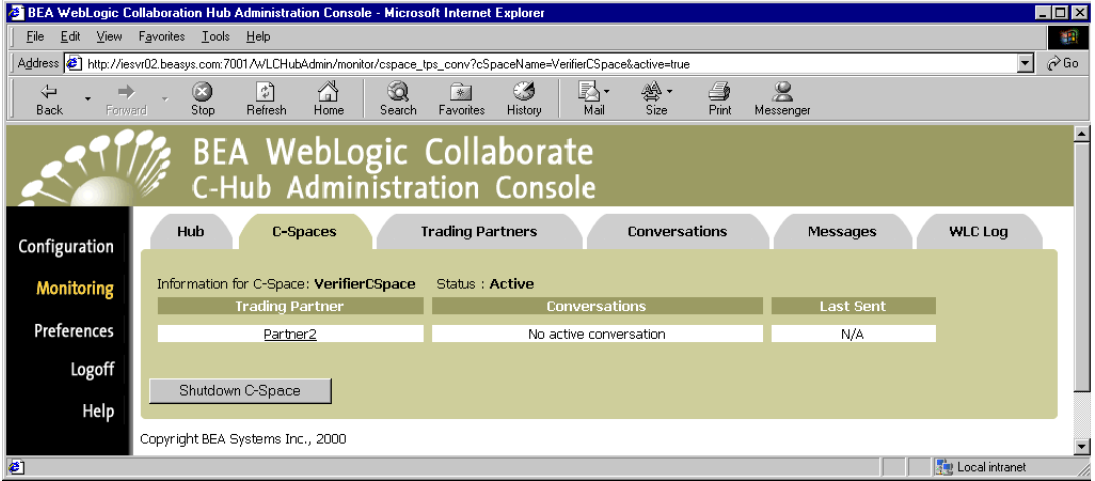 BEA WebLogic Collaboration Hub Administration Console - Microsoft Internet Explorer
File Edit View Favorites Tools Help
Address http://iesvr02.beasys.com:7001/WLCHubAdmin/monitor/cspace_tps_conv?cSpaceName=VerifierCSpace&active=true Go
Back Forward Stop Refresh Home Search Favorites History Mail Size Print Messenger
BEA WebLogic Collaborate
C-Hub Administration Console
Hub C-Spaces Trading Partners Conversations Messages WLC Log
Configuration
Monitoring
Preferences
Logoff
Help
Information for C-Space: VerifierCSpace Status : Active
Trading Partner Conversations Last Sent
Partner2 No active conversation N/A
Shutdown C-Space
Copyright BEA Systems Inc., 2000
Local intranet